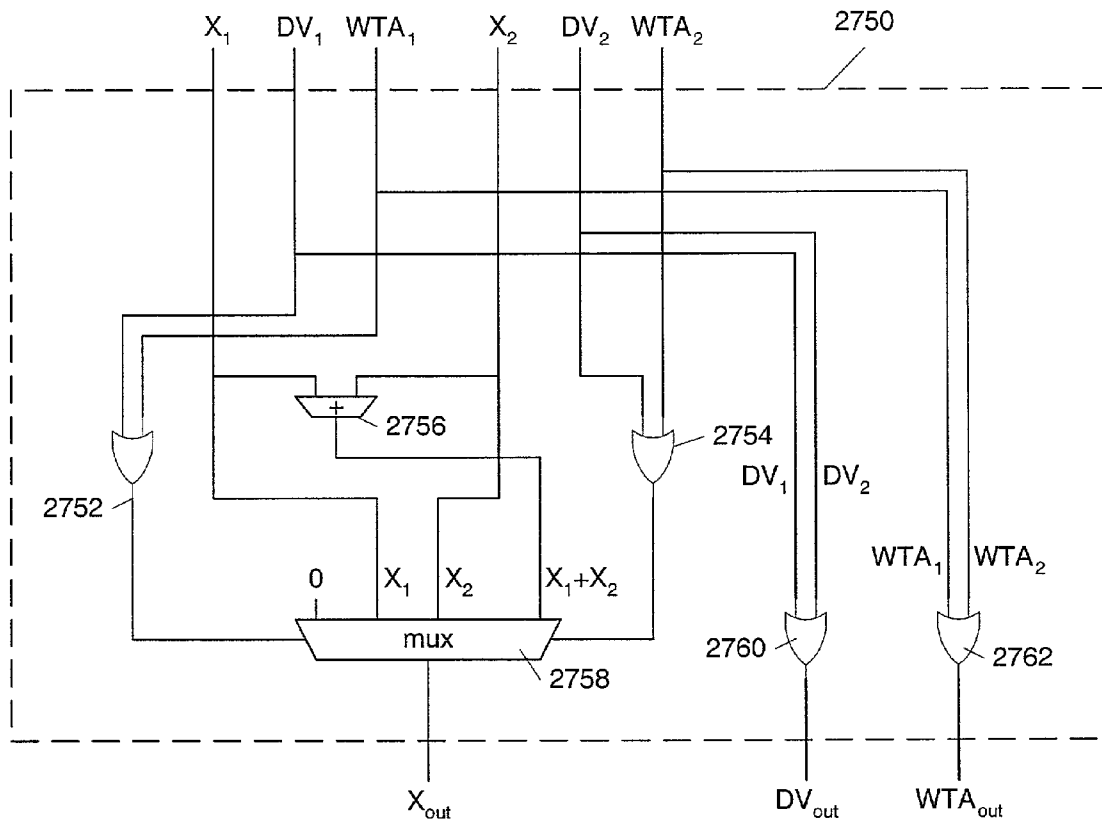 X₁ DV₁ WTA₁ X₂ DV₂ WTA₂ 2750
+
2756
2754
2752
DV₁ DV₂
WTA₁ WTA₂
0 X₁ X₂ X₁+X₂
mux
2758
2760
2762
Xout DVout WTAout